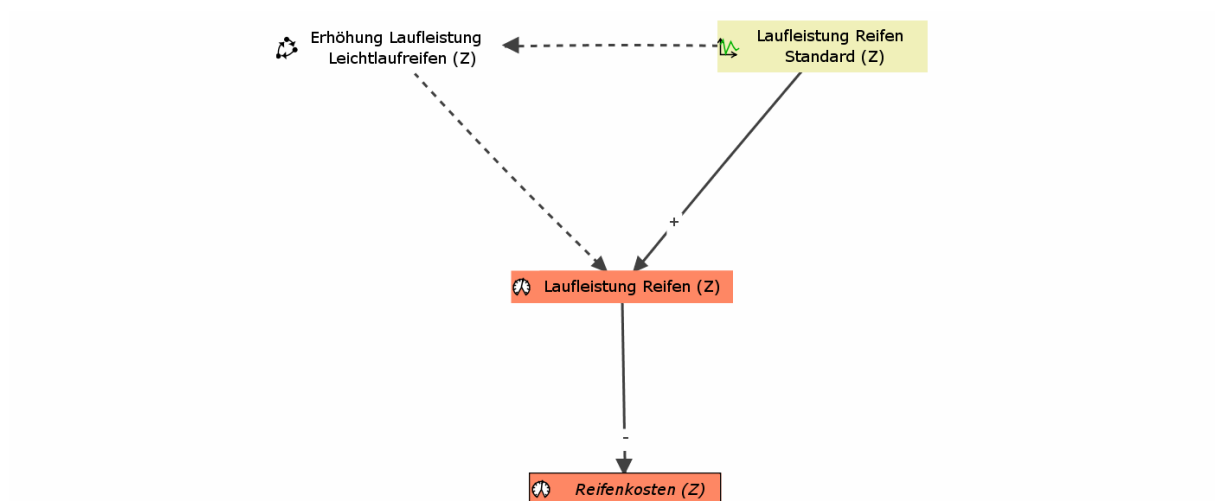 Erhöhung Laufleistung
Leichtlaufreifen (Z)
Laufleistung Reifen
Standard (Z)
+
Laufleistung Reifen (Z)
-
Reifenkosten (Z)